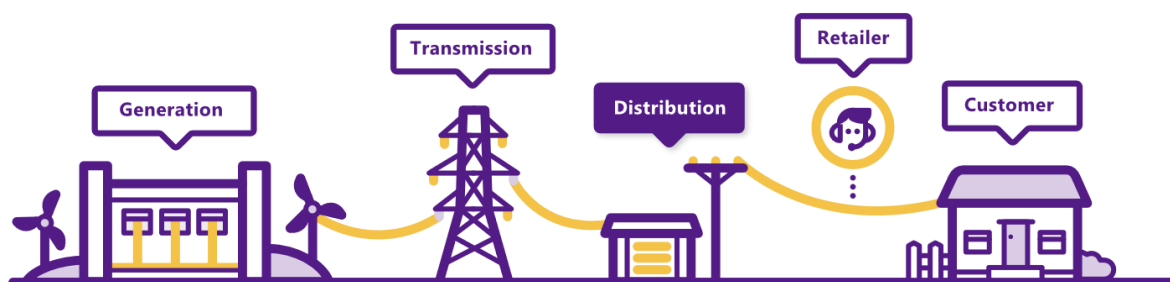 Generation
Transmission
Distribution
Retailer
Customer